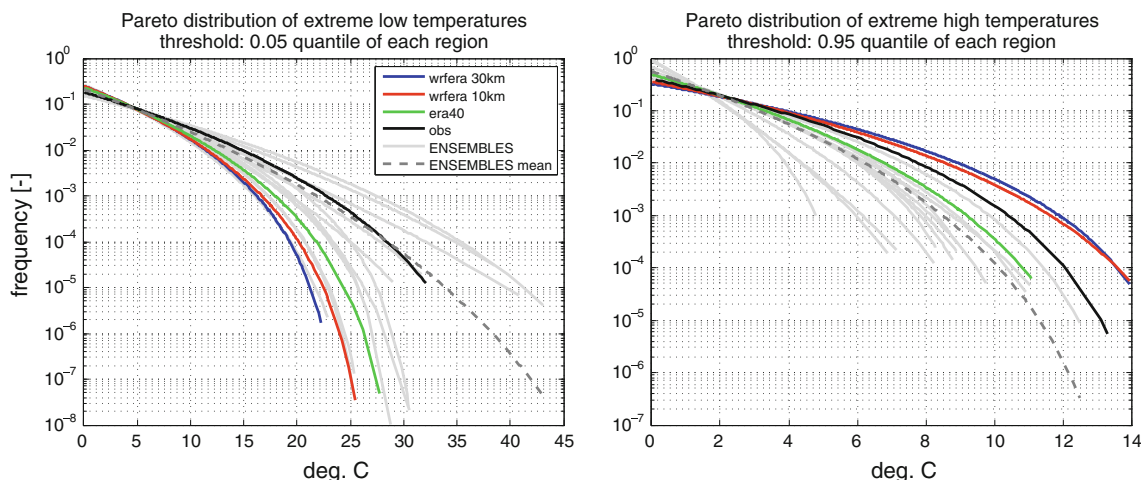 Pareto distribution of extreme low temperatures
threshold: 0.05 quantile of each region
10^0
10^-1
10^-2
10^-3
10^-4
10^-5
10^-6
10^-7
10^-8
frequency [-]
wrfera 30km
wrfera 10km
era40
obs
ENSEMBLES
ENSEMBLES mean
0 5 10 15 20 25 30 35 40 45
deg. C
Pareto distribution of extreme high temperatures
threshold: 0.95 quantile of each region
10^0
10^-1
10^-2
10^-3
10^-4
10^-5
10^-6
10^-7
0 2 4 6 8 10 12 14
deg. C